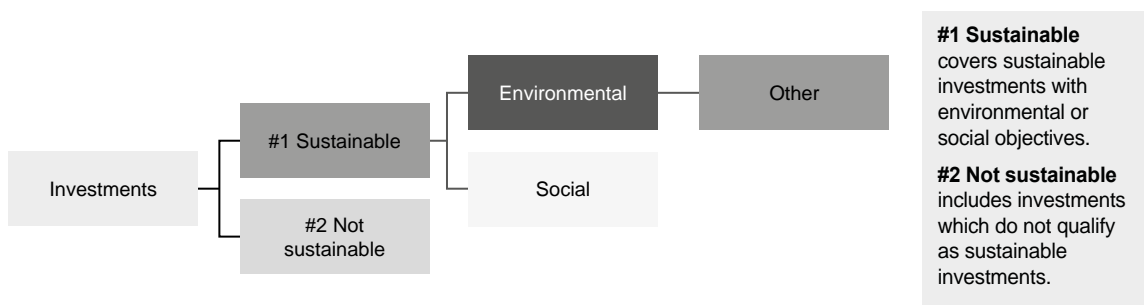 Investments
#1 Sustainable
#2 Not
sustainable
Environmental
Social
Other
#1 Sustainable
covers sustainable
investments with
environmental or
social objectives.
#2 Not sustainable
includes investments
which do not qualify
as sustainable
investments.